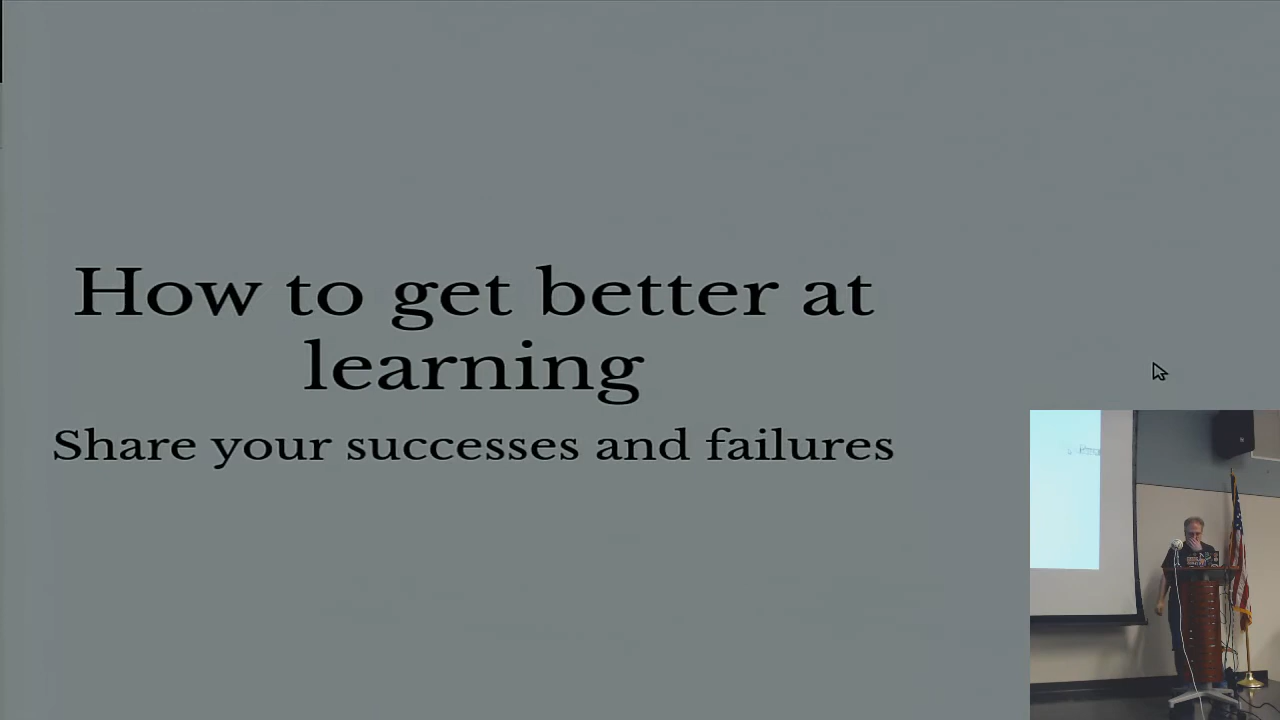 How to get better at
learning
Share your successes and failures